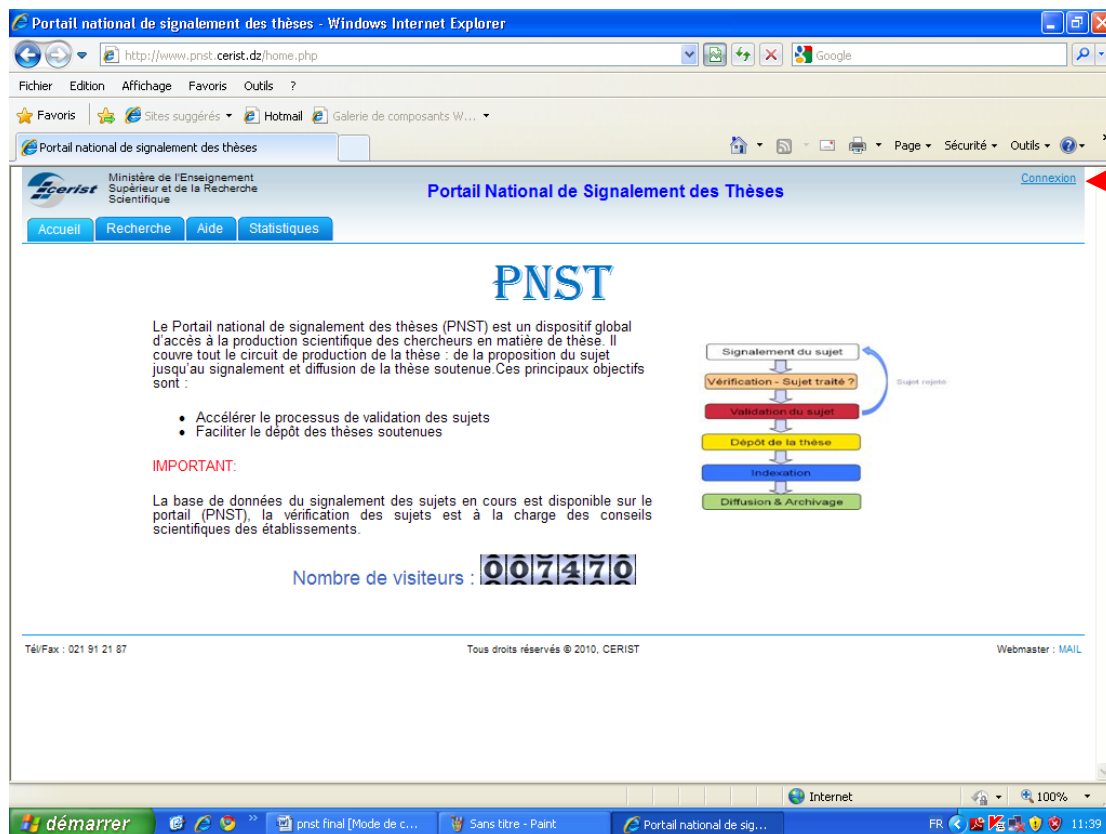 Portail national de signalement des thèses - Windows Internet Explorer
http://www.pnst.cerist.dz/home.php
Google
Fichier Edition Affichage Favoris Outils ?
Favoris Sites suggérés Hotmail Galerie de composants W...
Portail national de signalement des thèses
Page Sécurité Outils
cerist
Ministère de l'Enseignement
Supèrieur et de la Recherche
Scientifique
Portail National de Signalement des Thèses
Connexion
Accueil Recherche Aide Statistiques
PNST
Le Portail national de signalement des thèses (PNST) est un dispositif global
d'accès à la production scientifique des chercheurs en matière de thèse. Il
couvre tout le circuit de production de la thèse : de la proposition du sujet
jusqu'au signalement et diffusion de la thèse soutenue.Ces principaux objectifs
sont :
• Accélérer le processus de validation des sujets
• Faciliter le dépôt des thèses soutenues
IMPORTANT:
La base de données du signalement des sujets en cours est disponible sur le
portail (PNST), la vérification des sujets est à la charge des conseils
scientifiques des établissements.
Nombre de visiteurs : 007470
Signalement du sujet
Vérification - Sujet traité ?
Sujet rejeté
Validation du sujet
Dépôt de la thèse
Indexation
Diffusion & Archivage
Tél/Fax : 021 91 21 87
Tous droits réservés © 2010, CERIST
Webmaster : MAIL
Internet
100%
démarrer
pnst final [Mode de c...
Sans titre - Paint
Portail national de sig...
FR
11:39